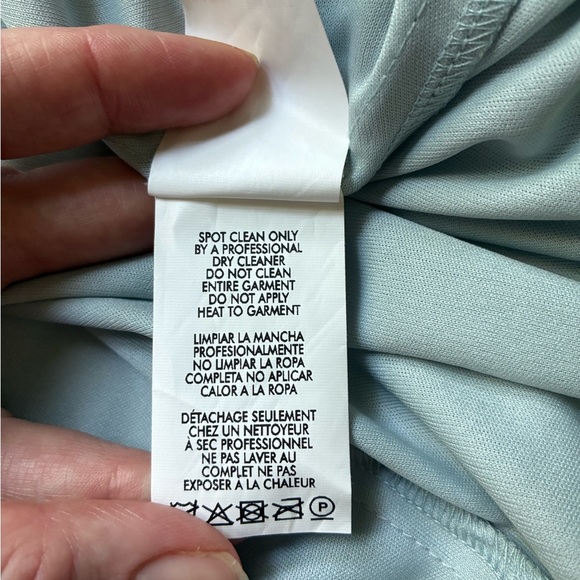 SPOT CLEAN ONLY
BY A PROFESSIONAL
DRY CLEANER
DO NOT CLEAN
ENTIRE GARMENT
DO NOT APPLY
HEAT TO GARMENT
LIMPIAR LA MANCHA
PROFESIONALMENTE
NO LIMPIAR LA ROPA
COMPLETA NO APLICAR
CALOR A LA ROPA
DÉTACHAGE SEULEMENT
CHEZ UN NETTOYEUR
À SEC PROFESSIONNEL
NE PAS LAVER AU
COMPLET NE PAS
EXPOSER À LA CHALEUR
P